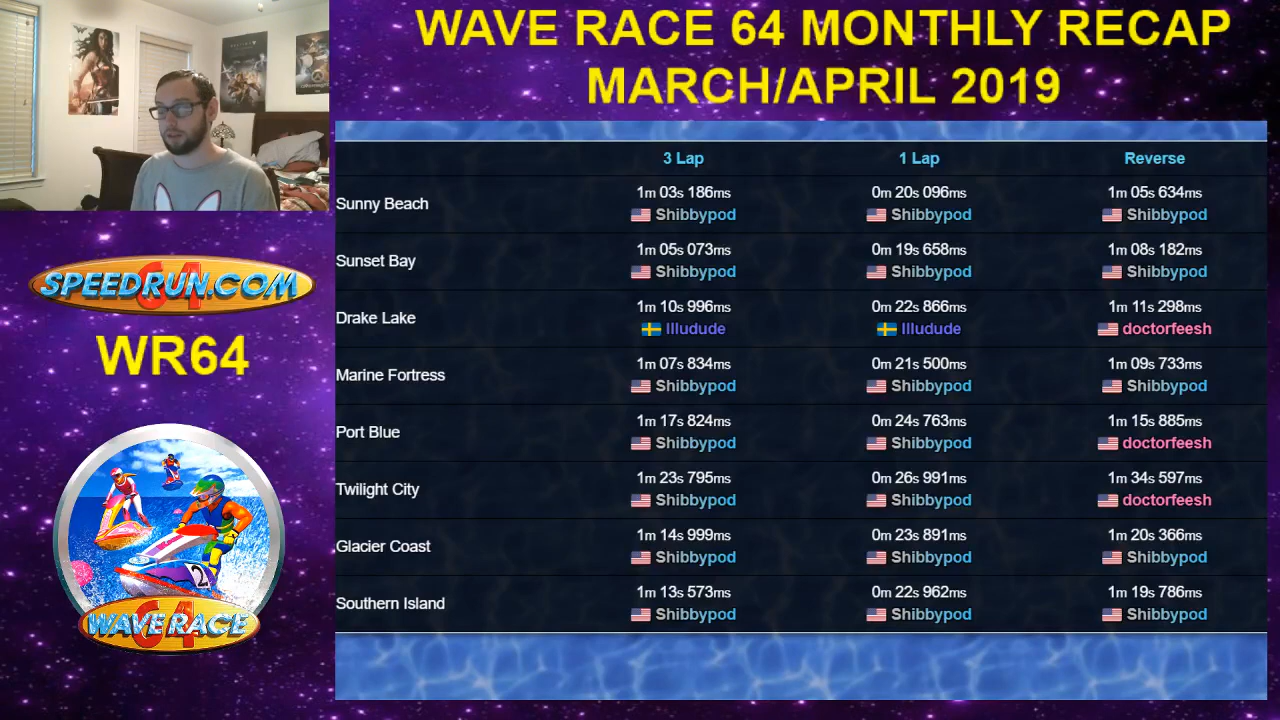 WAVE RACE 64 MONTHLY RECAP
MARCH/APRIL 2019
3 Lap 1 Lap Reverse
Sunny Beach 1m 03s 186ms 0m 20s 096ms 1m 05s 634ms
Shibbypod Shibbypod Shibbypod
Sunset Bay 1m 05s 073ms 0m 19s 658ms 1m 08s 182ms
Shibbypod Shibbypod Shibbypod
Drake Lake 1m 10s 996ms 0m 22s 866ms 1m 11s 298ms
Illudude Illudude doctorfeesh
Marine Fortress 1m 07s 834ms 0m 21s 500ms 1m 09s 733ms
Shibbypod Shibbypod Shibbypod
Port Blue 1m 17s 824ms 0m 24s 763ms 1m 15s 885ms
Shibbypod Shibbypod doctorfeesh
Twilight City 1m 23s 795ms 0m 26s 991ms 1m 34s 597ms
Shibbypod Shibbypod doctorfeesh
Glacier Coast 1m 14s 999ms 0m 23s 891ms 1m 20s 366ms
Shibbypod Shibbypod Shibbypod
Southern Island 1m 13s 573ms 0m 22s 962ms 1m 19s 786ms
Shibbypod Shibbypod Shibbypod
64
SPEEDRUN.COM
WR64
2
64
WAVE RACE